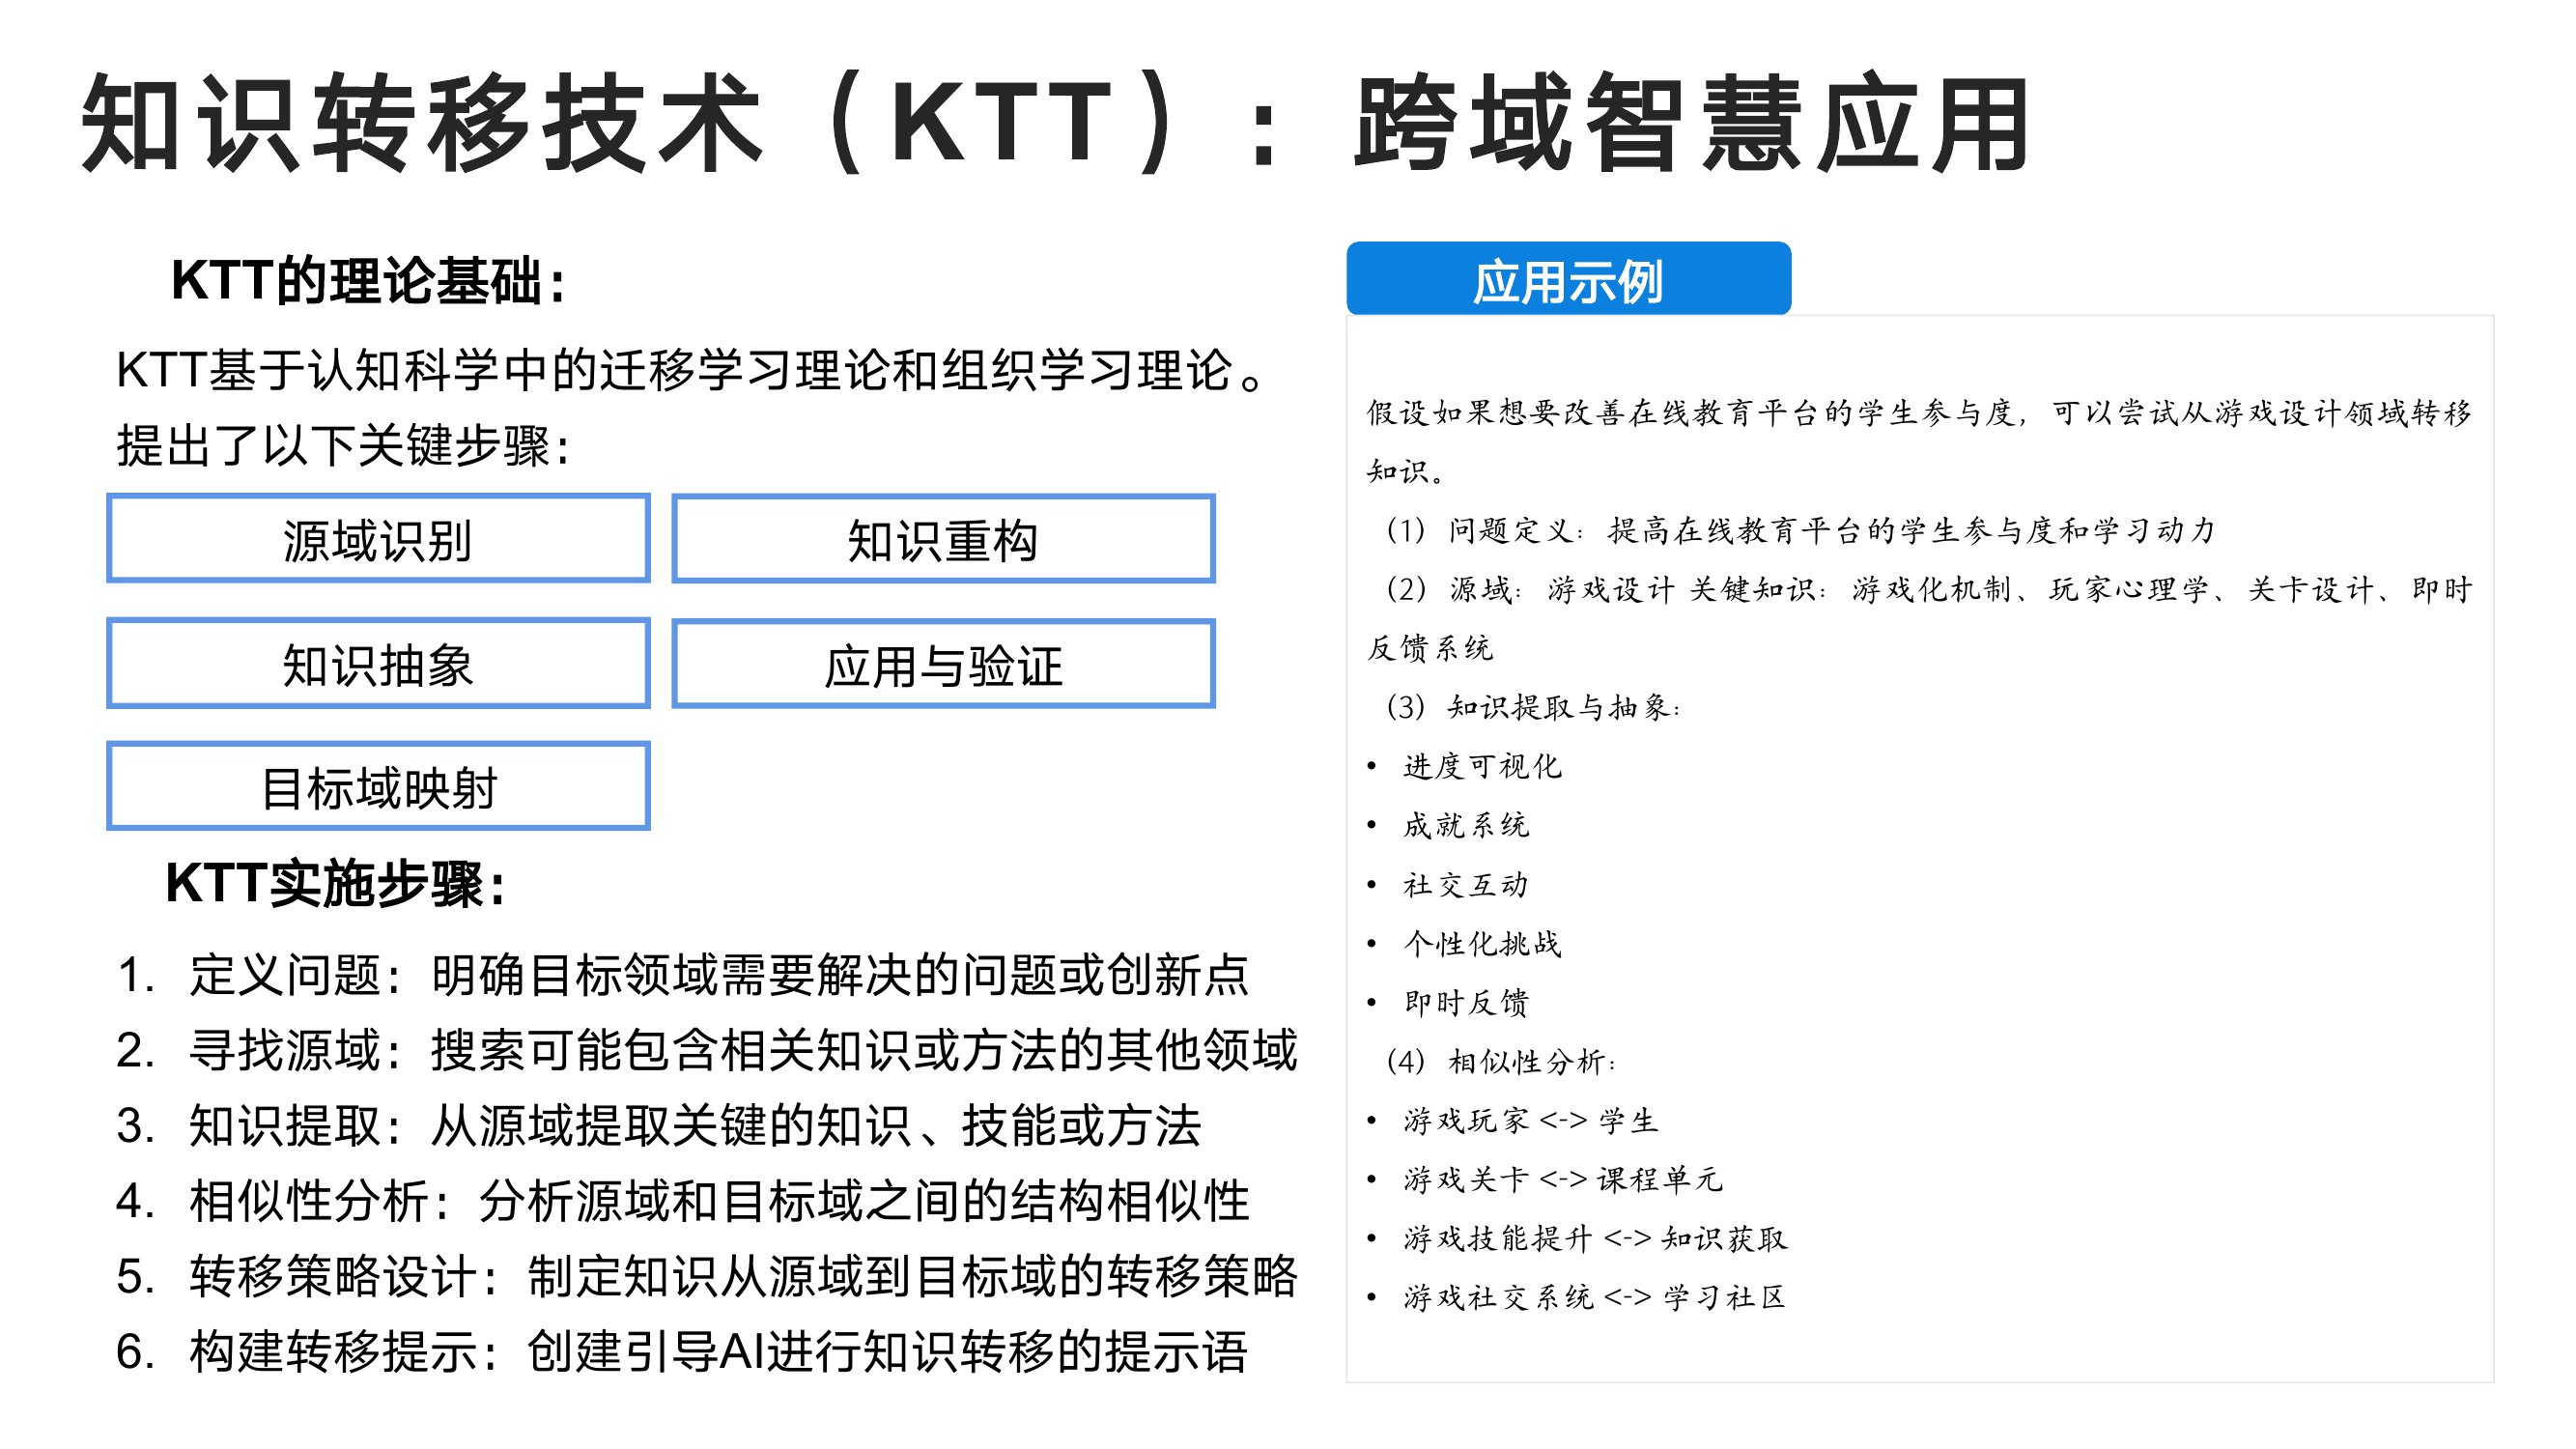 知识转移技术（KTT）：跨域智慧应用
KTT的理论基础：
KTT基于认知科学中的迁移学习理论和组织学习理论。
提出了以下关键步骤：
源域识别
知识重构
知识抽象
应用与验证
目标域映射
KTT实施步骤：
1. 定义问题：明确目标领域需要解决的问题或创新点
2. 寻找源域：搜索可能包含相关知识或方法的其他领域
3. 知识提取：从源域提取关键的知识、技能或方法
4. 相似性分析：分析源域和目标域之间的结构相似性
5. 转移策略设计：制定知识从源域到目标域的转移策略
6. 构建转移提示：创建引导AI进行知识转移的提示语
应用示例
假设如果想要改善在线教育平台的学生参与度，可以尝试从游戏设计领域转移
知识。
（1）问题定义：提高在线教育平台的学生参与度和学习动力
（2）源域：游戏设计 关键知识：游戏化机制、玩家心理学、关卡设计、即时
反馈系统
（3）知识提取与抽象：
• 进度可视化
• 成就系统
• 社交互动
• 个性化挑战
• 即时反馈
（4）相似性分析：
• 游戏玩家 <-> 学生
• 游戏关卡 <-> 课程单元
• 游戏技能提升 <-> 知识获取
• 游戏社交系统 <-> 学习社区